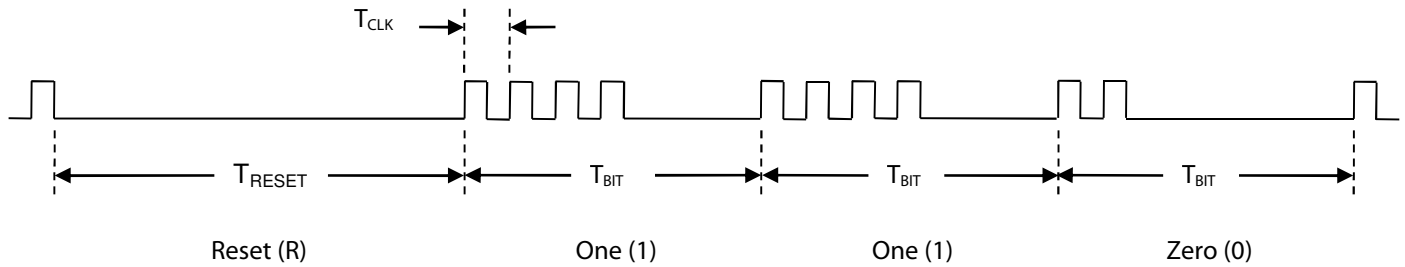 TCLK
TRESET TBIT TBIT TBIT
Reset (R) One (1) One (1) Zero (0)